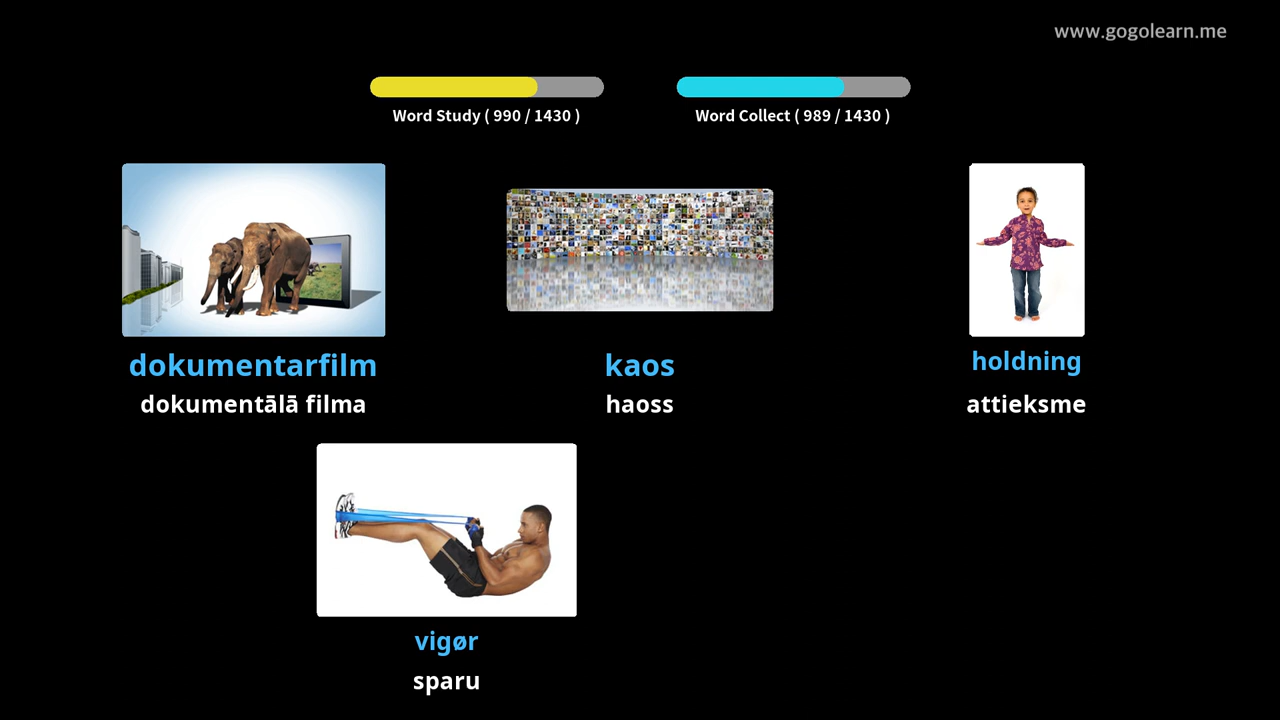 www.gogolearn.me
Word Study ( 990 / 1430 )
Word Collect ( 989 / 1430 )
dokumentarfilm
dokumentālā filma
kaos
haoss
holdning
attieksme
vigør
sparu